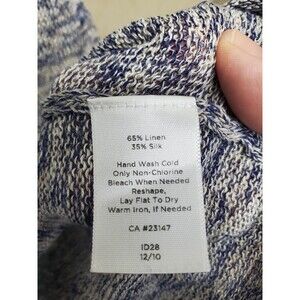 65% Linen
35% Silk
Hand Wash Cold
Only Non-Chlorine
Bleach When Needed
Reshape,
Lay Flat To Dry
Warm Iron, If Needed
CA #23147
ID28
12/10